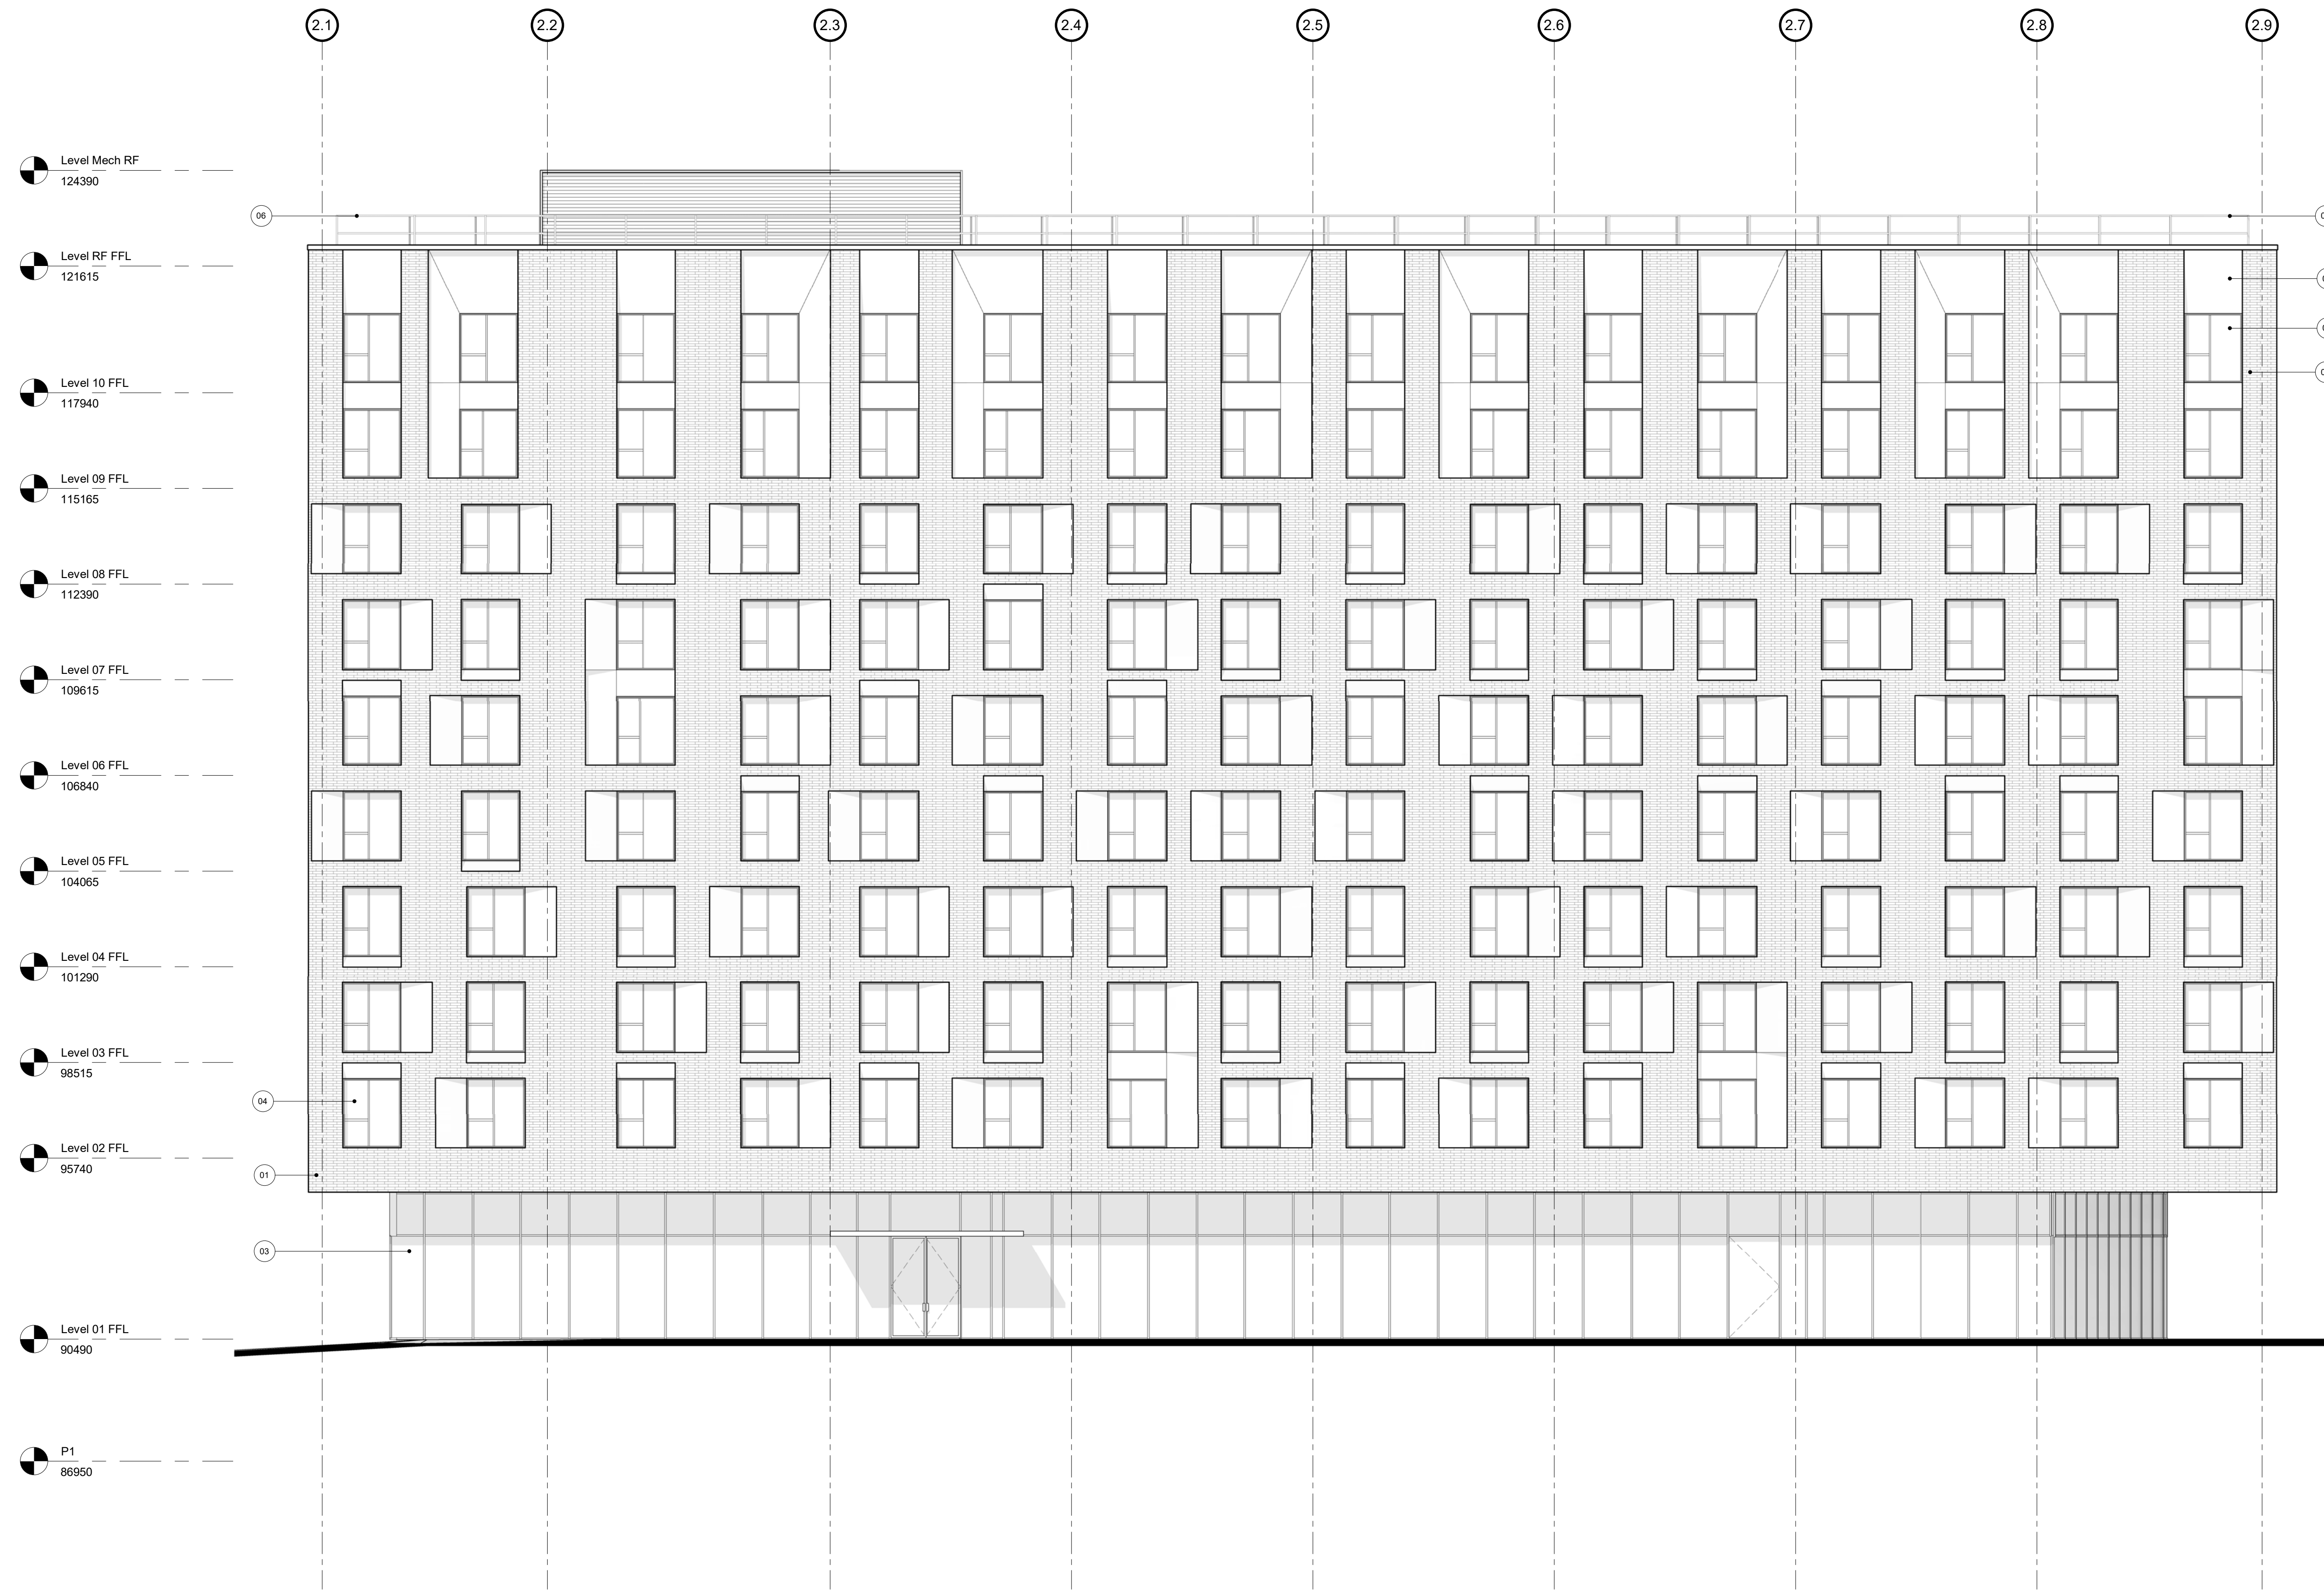 2.1 2.2 2.3 2.4 2.5 2.6 2.7 2.8 2.9
Level Mech RF
124390
06
Level RF FFL
121615
Level 10 FFL
117940
Level 09 FFL
115165
Level 08 FFL
112390
Level 07 FFL
109615
Level 06 FFL
106840
Level 05 FFL
104065
Level 04 FFL
101290
Level 03 FFL
98515
04
Level 02 FFL
95740
01
03
Level 01 FFL
90490
P1
86950